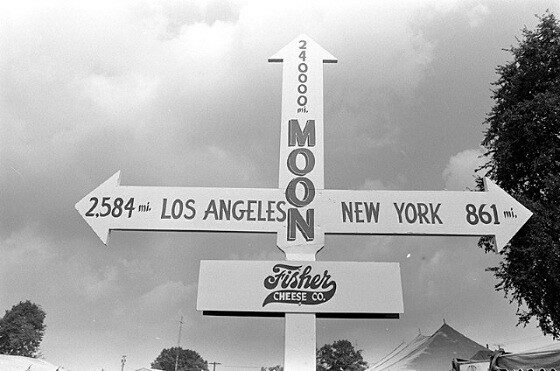 240000 mi.
MOON
2,584 mi. LOS ANGELES
NEW YORK 861 mi.
Fisher
CHEESE CO.